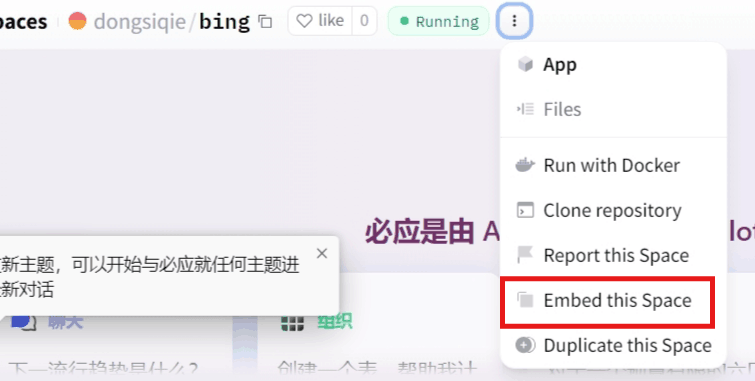 paces dongsiqie/bing like 0 Running
App
Files
Run with Docker
Clone repository
必应是由 A
lot
Report this Space
新主题，可以开始与必应就任何主题进
新对话
Embed this Space
聊天
组织
Duplicate this Space
下一流行趋势是什么？
创建一个表，帮助我计